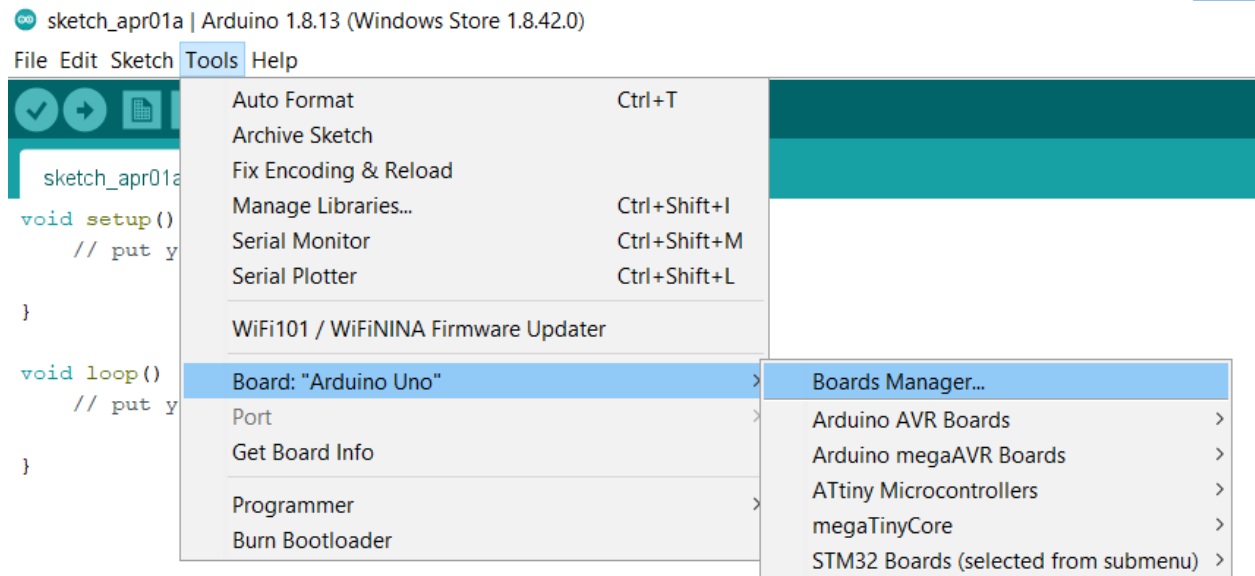 sketch_apr01a | Arduino 1.8.13 (Windows Store 1.8.42.0)
File Edit Sketch Tools Help
Auto Format Ctrl+T
Archive Sketch
Fix Encoding & Reload
Manage Libraries... Ctrl+Shift+I
Serial Monitor Ctrl+Shift+M
Serial Plotter Ctrl+Shift+L
WiFi101 / WiFiNINA Firmware Updater
Board: "Arduino Uno"
Port
Get Board Info
Programmer
Burn Bootloader
Boards Manager...
Arduino AVR Boards
Arduino megaAVR Boards
ATtiny Microcontrollers
megaTinyCore
STM32 Boards (selected from submenu)
sketch_apr01a
void setup()
// put y
}
void loop()
// put y
}